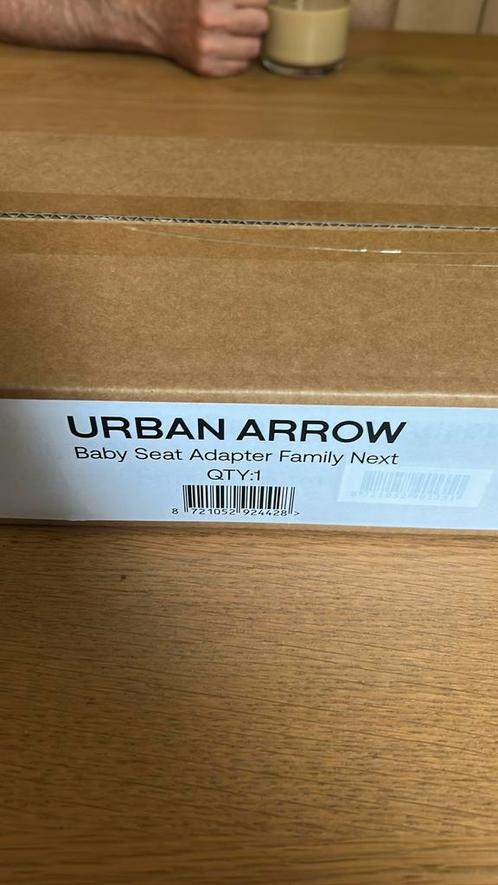 URBAN ARROW
Baby Seat Adapter Family Next
QTY:1
8 721052 924428 >